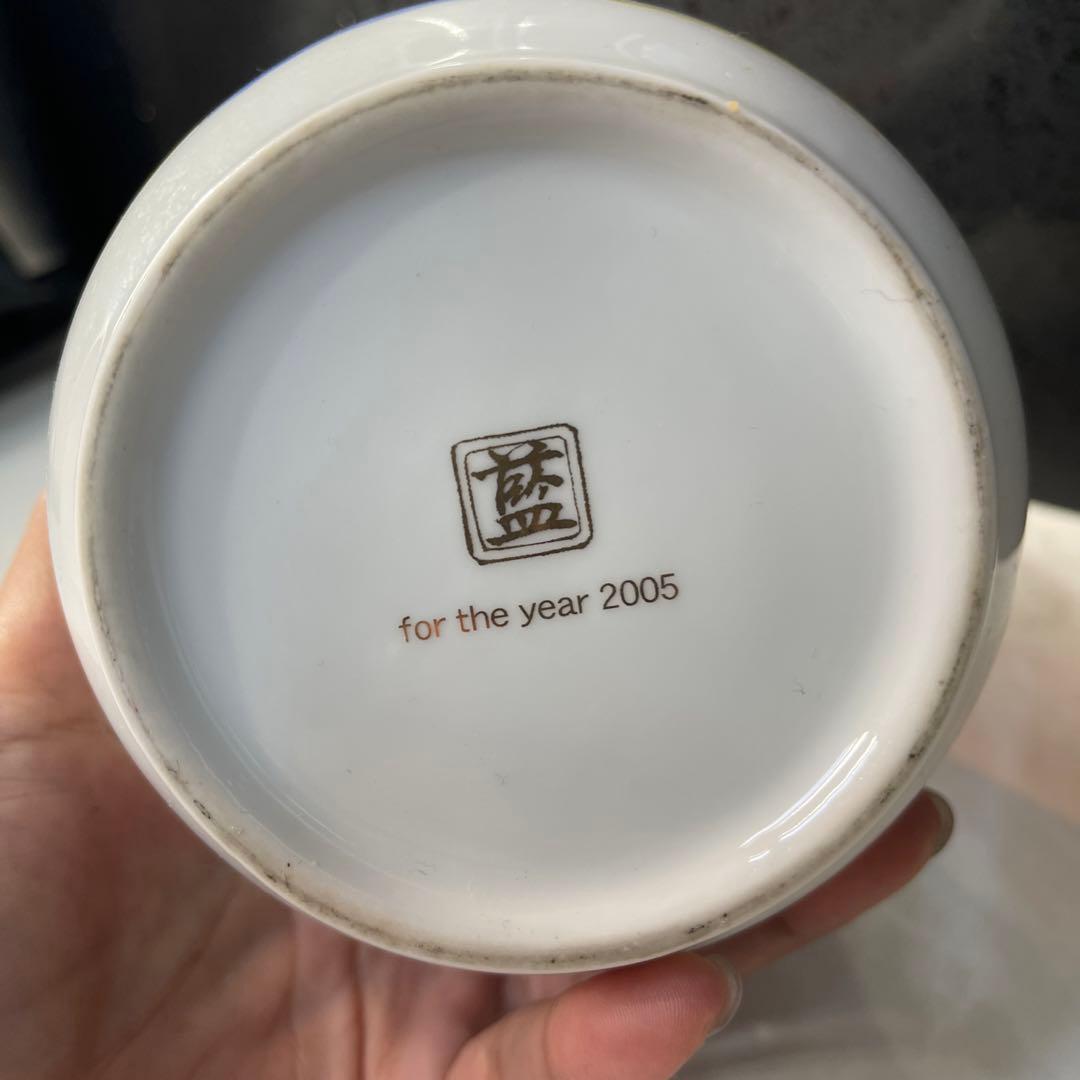 藍
for the year 2005